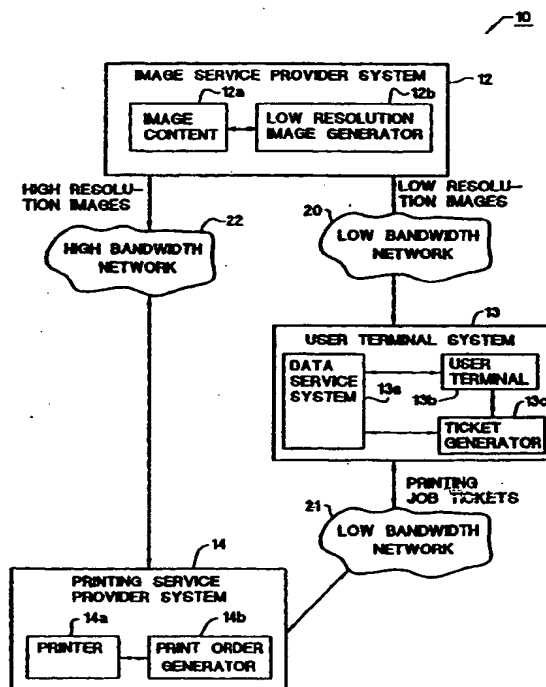 10
IMAGE SERVICE PROVIDER SYSTEM
12
12a
12b
IMAGE
CONTENT
LOW RESOLUTION
IMAGE GENERATOR
HIGH RESOLU-
TION IMAGES
LOW RESOLU-
TION IMAGES
22
HIGH BANDWIDTH
NETWORK
20
LOW BANDWIDTH
NETWORK
13
USER TERMINAL SYSTEM
DATA
SERVICE
SYSTEM
13a
USER
TERMINAL
13b
13c
TICKET
GENERATOR
PRINTING
JOB TICKETS
21
LOW BANDWIDTH
NETWORK
14
PRINTING SERVICE
PROVIDER SYSTEM
14a
14b
PRINTER
PRINT ORDER
GENERATOR